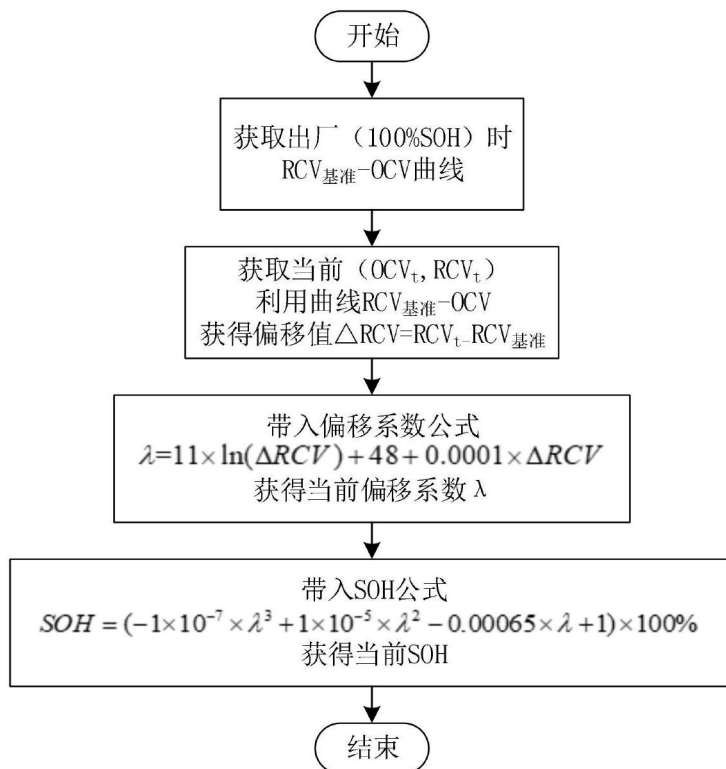 开始
获取出厂（100%SOH）时
RCV基准-OCV曲线
获取当前（OCVt,RCVt）
利用曲线RCV基准-OCV
获得偏移值△RCV=RCVt-RCV基准
带入偏移系数公式
λ=11×ln(ΔRCV)+48+0.0001×ΔRCV
获得当前偏移系数λ
带入SOH公式
SOH=(-1×10⁻⁷×λ³+1×10⁻⁵×λ²-0.00065×λ+1)×100%
获得当前SOH
结束